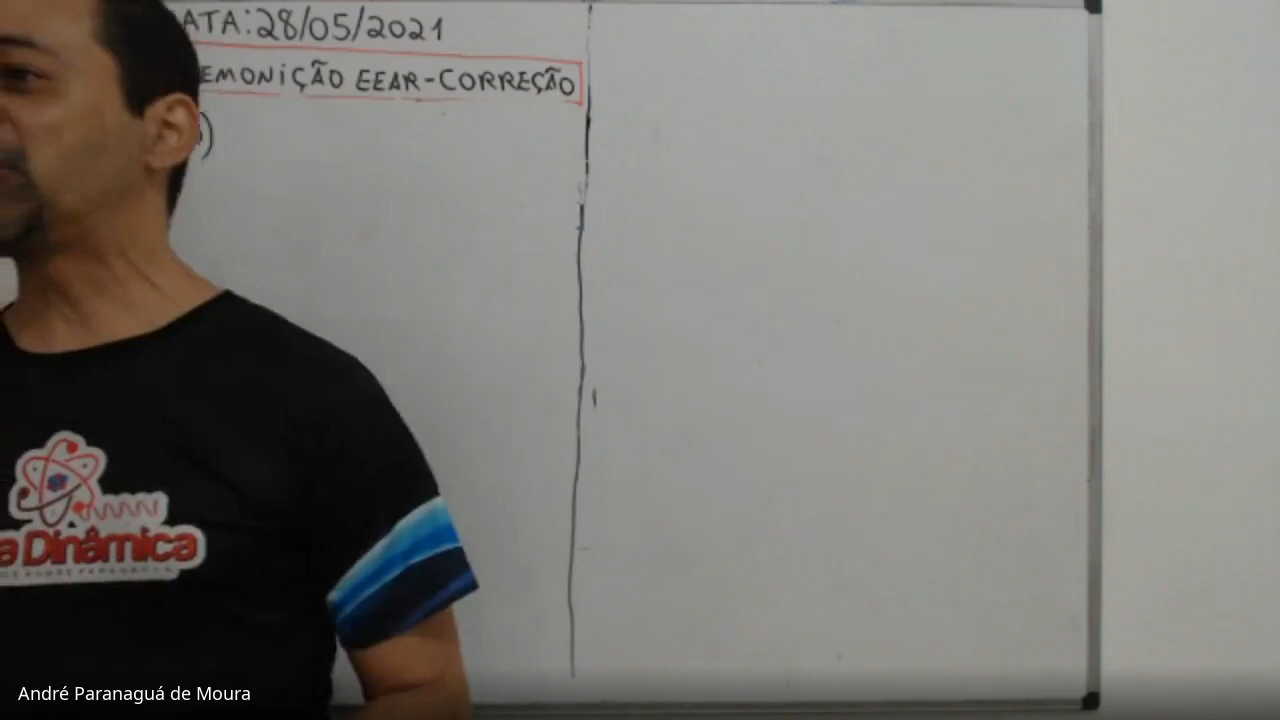 ATA:28/05/2021
EMONIÇÃO EEAR-CORREÇÃO
)
a Dinâmica
André Paranaguá de Moura